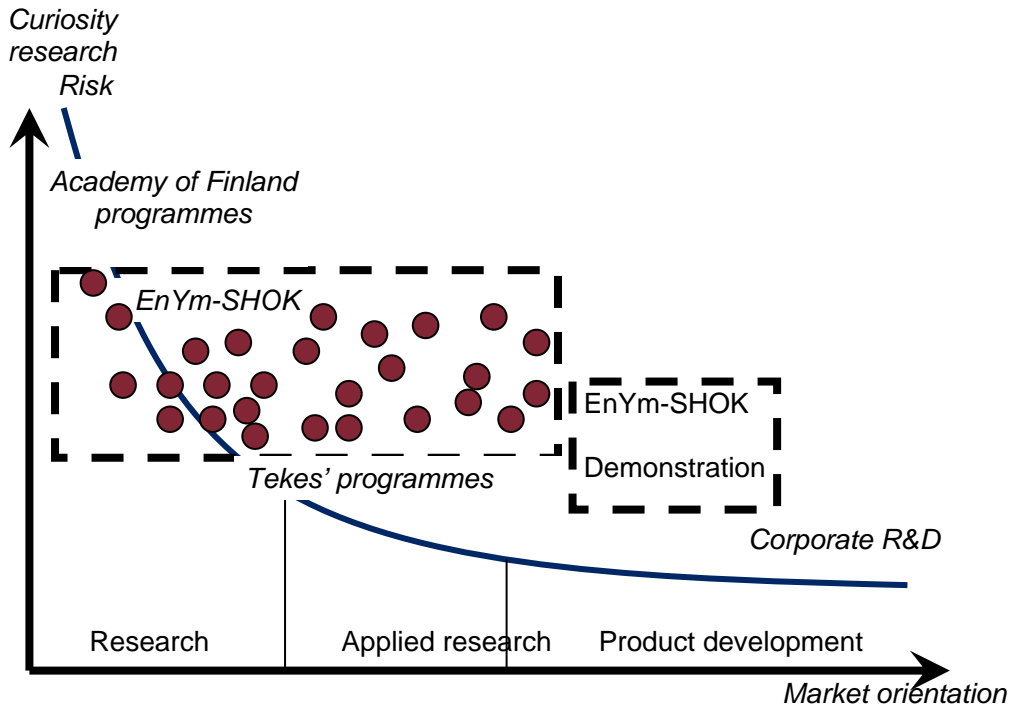 Curiosity
research
Risk
Academy of Finland
programmes
EnYm-SHOK
EnYm-SHOK
Demonstration
Tekes’ programmes
Corporate R&D
Research
Applied research
Product development
Market orientation